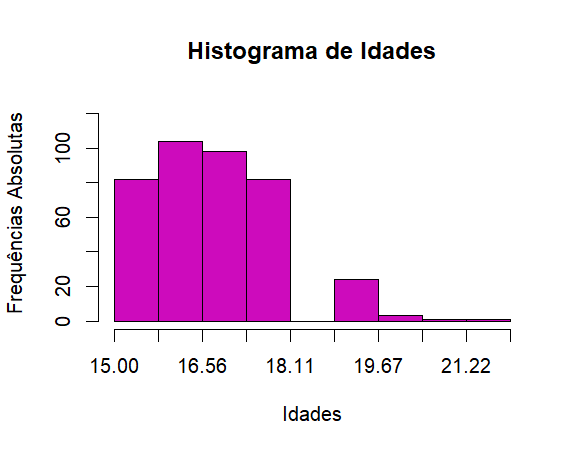 Histograma de Idades
Frequências Absolutas
100
60
20
0
15.00 16.56 18.11 19.67 21.22
Idades